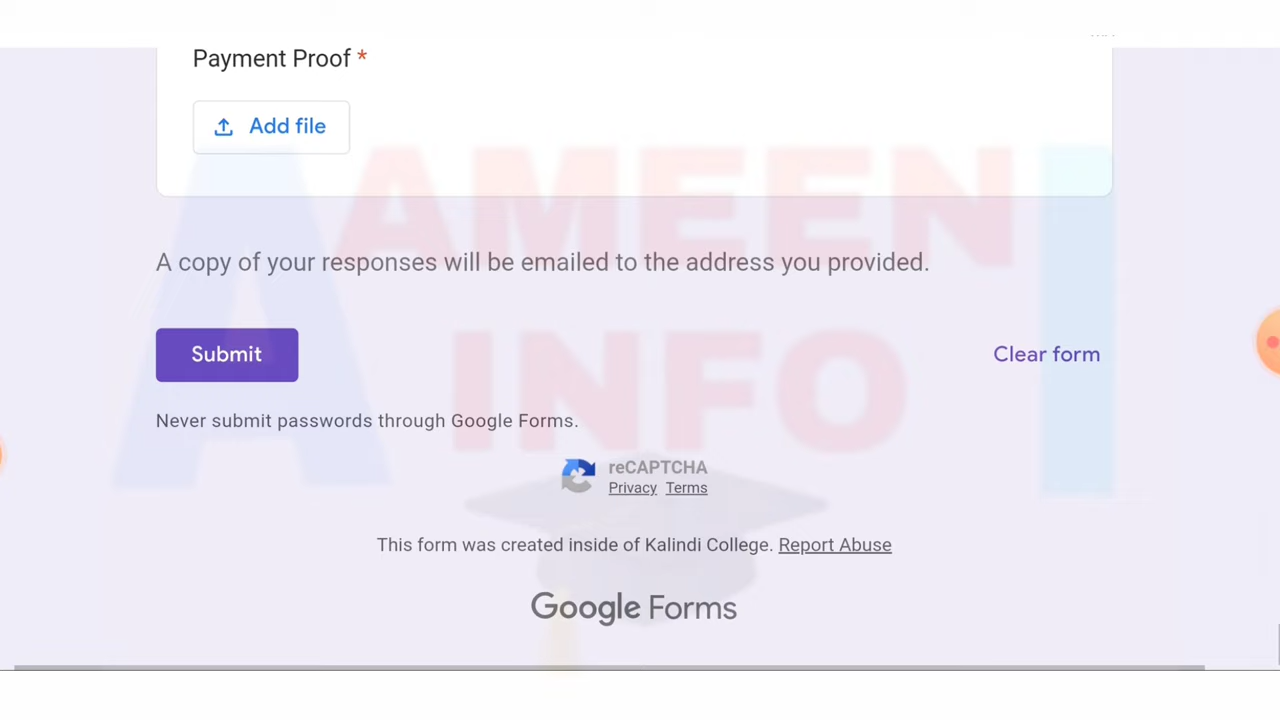 Payment Proof *
Add file
AMEEN
INFO
A copy of your responses will be emailed to the address you provided.
Submit
Clear form
Never submit passwords through Google Forms.
reCAPTCHA
Privacy Terms
This form was created inside of Kalindi College. Report Abuse
Google Forms